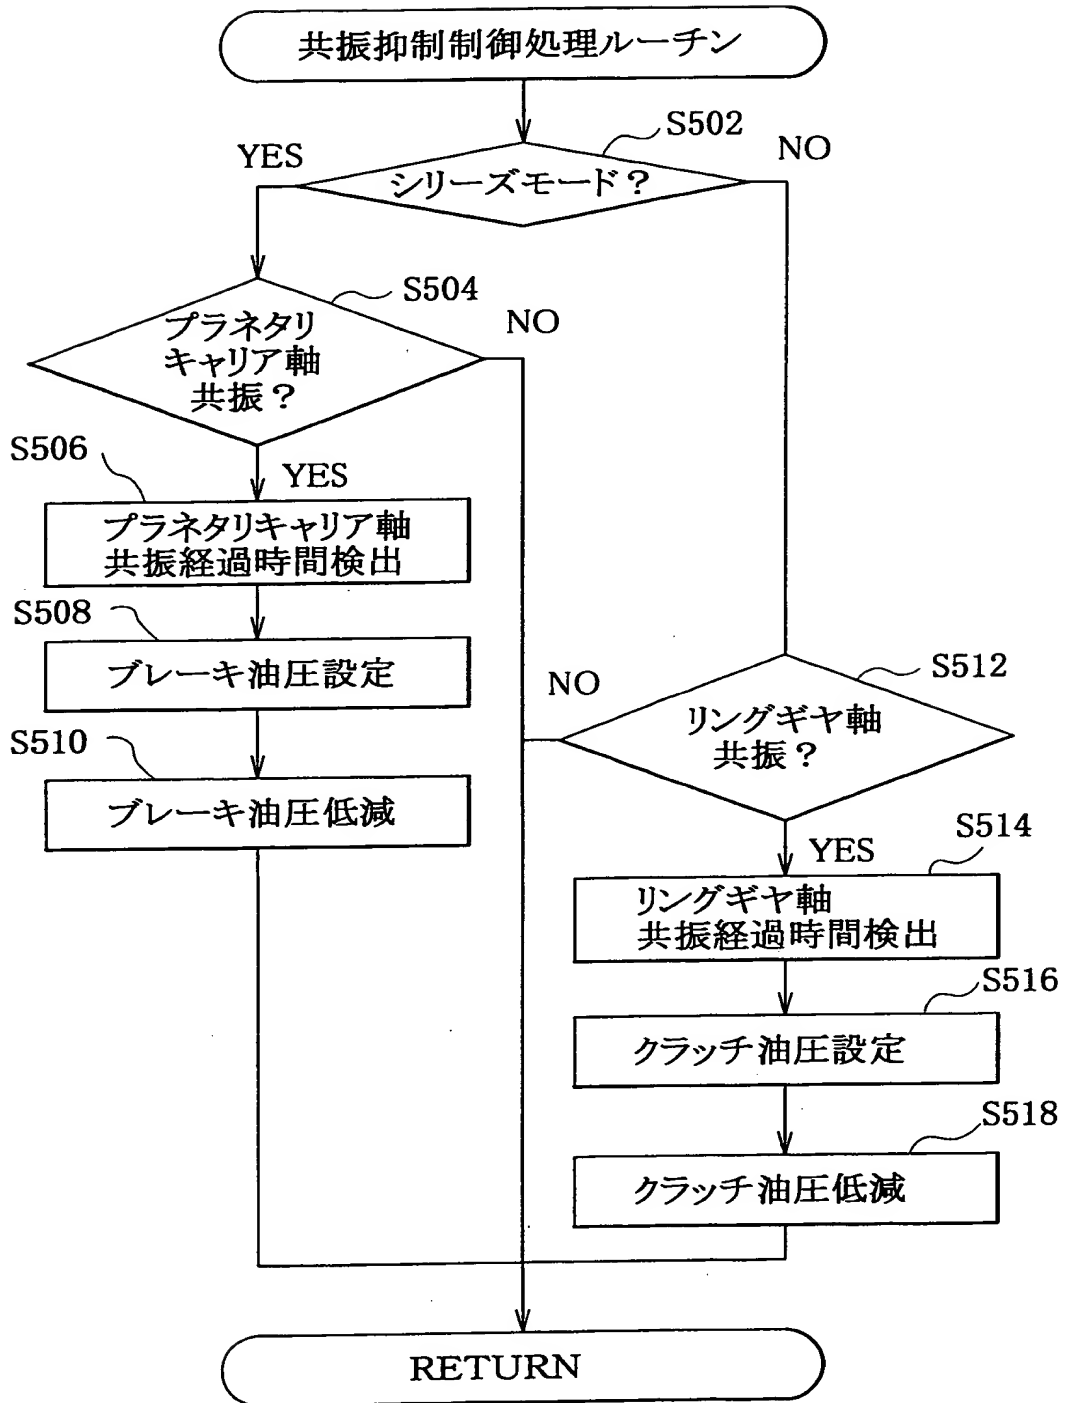 共振抑制制御処理ルーチン
S502
YES
NO
シリーズモード？
S504
プラネタリ
キャリア軸
共振？
NO
S506
YES
プラネタリキャリア軸
共振経過時間検出
S508
ブレーキ油圧設定
S510
ブレーキ油圧低減
S512
NO
リングギヤ軸
共振？
YES
S514
リングギヤ軸
共振経過時間検出
S516
クラッチ油圧設定
S518
クラッチ油圧低減
RETURN